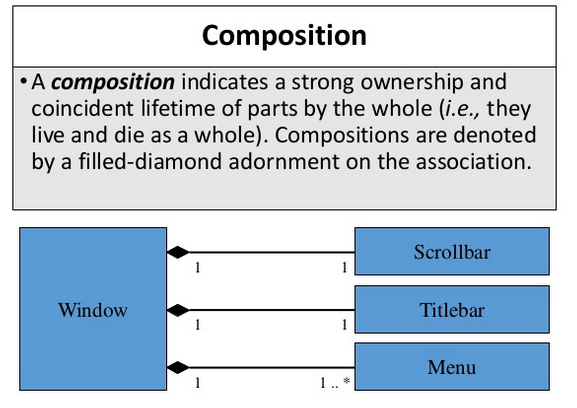 Composition
• A composition indicates a strong ownership and
coincident lifetime of parts by the whole (i.e., they
live and die as a whole). Compositions are denoted
by a filled-diamond adornment on the association.
Window
Scrollbar
1 1
Titlebar
1 1
Menu
1 1 .. *